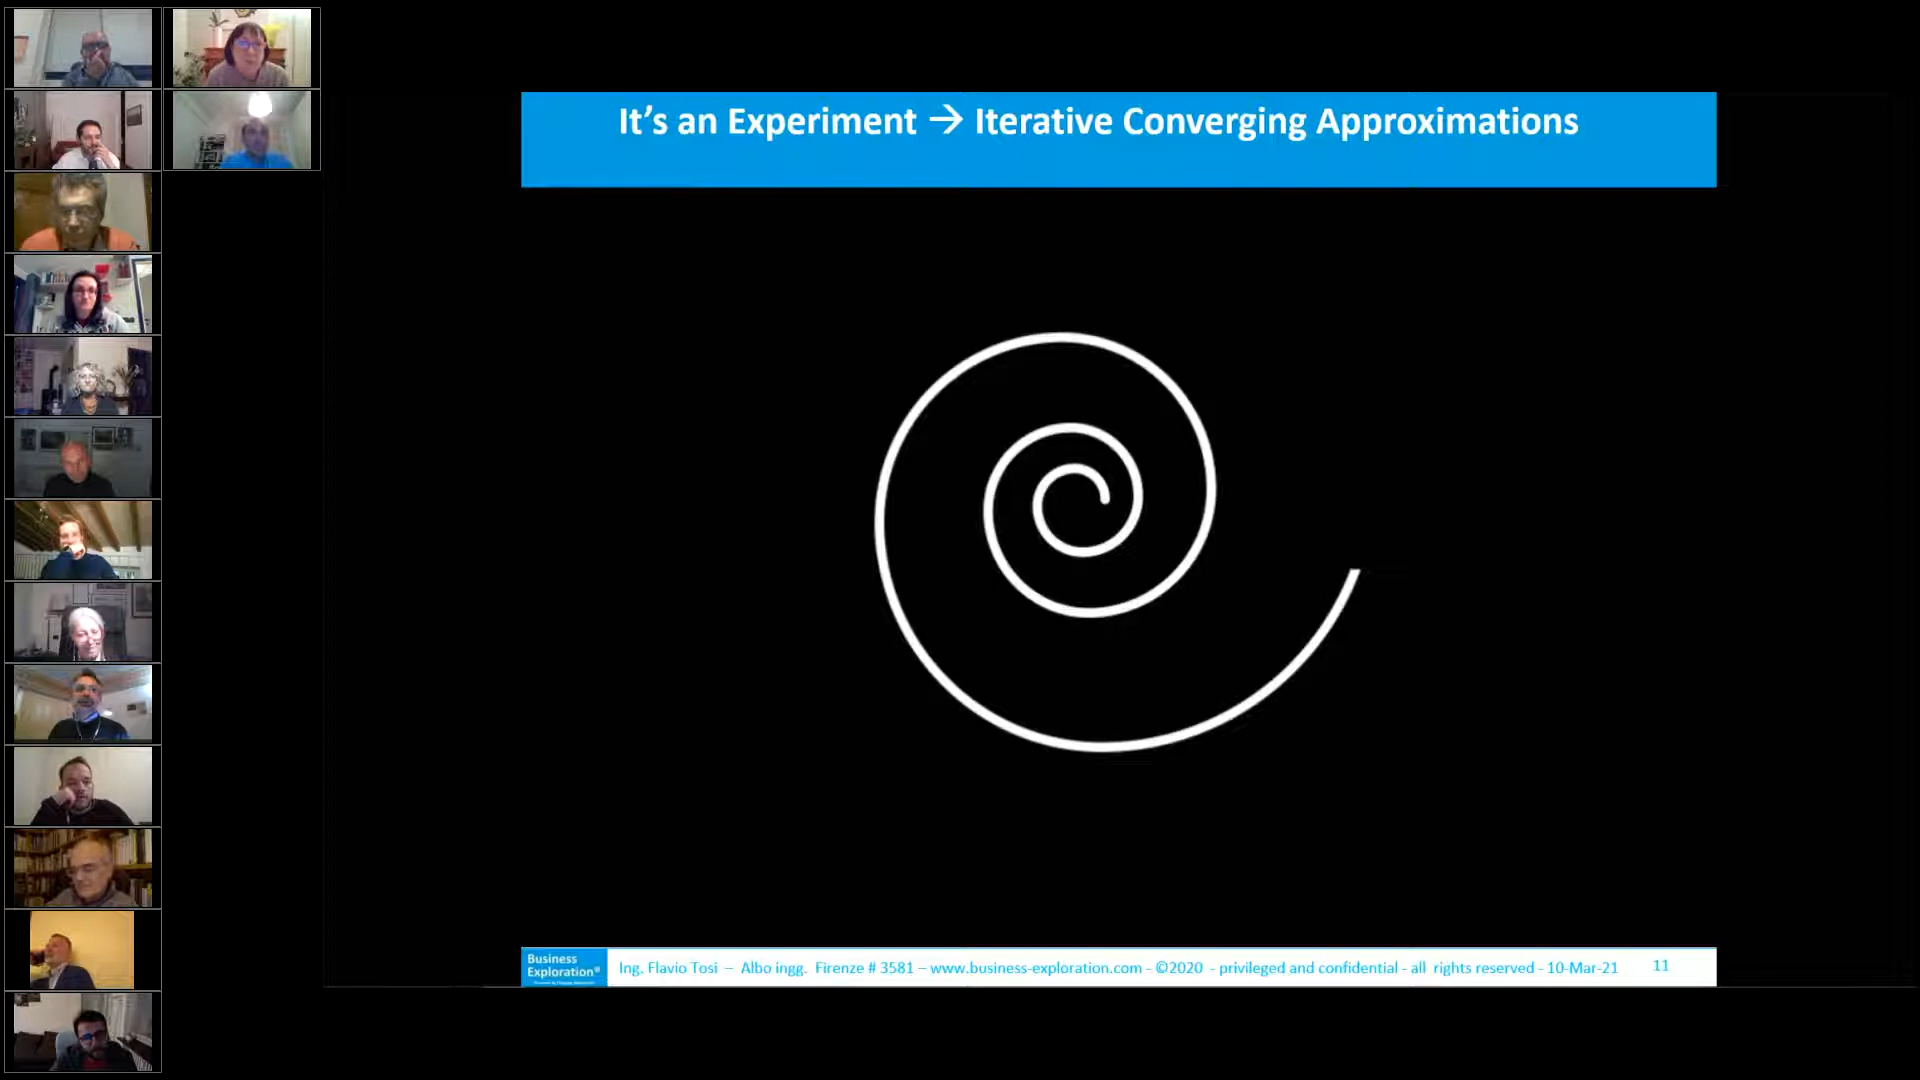 It's an Experiment → Iterative Converging Approximations
Business
Exploration®
Ing. Flavio Tosi – Albo ingg. Firenze # 3581 – www.business-exploration.com - ©2020 - privileged and confidential - all rights reserved - 10-Mar-21
11